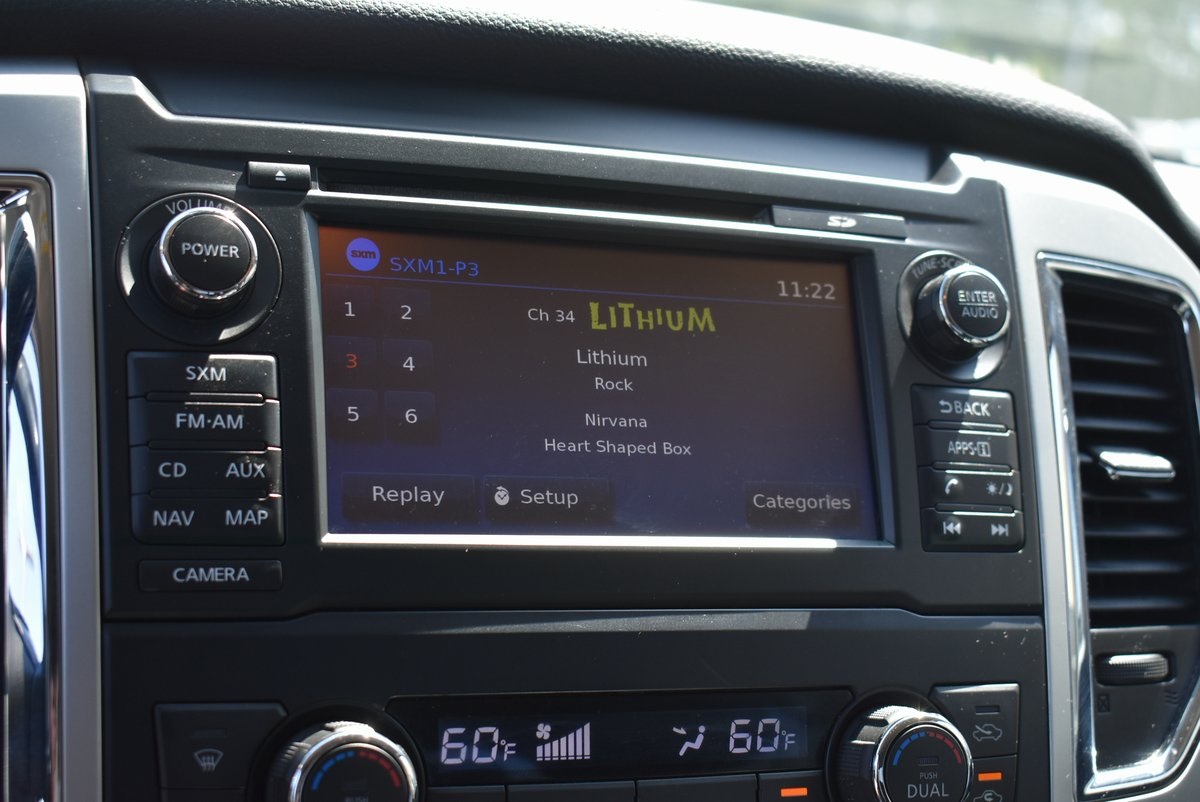 VOLUME
POWER
SXM
FM·AM
CD AUX
NAV MAP
CAMERA
SD
sxm SXM1-P3
11:22
1 2
3 4
5 6
Ch 34 LITHIUM
Lithium
Rock
Nirvana
Heart Shaped Box
Replay Setup Categories
ENTER
AUDIO
BACK
APPS·i
60°F 60°F
PUSH
PUSH
DUAL